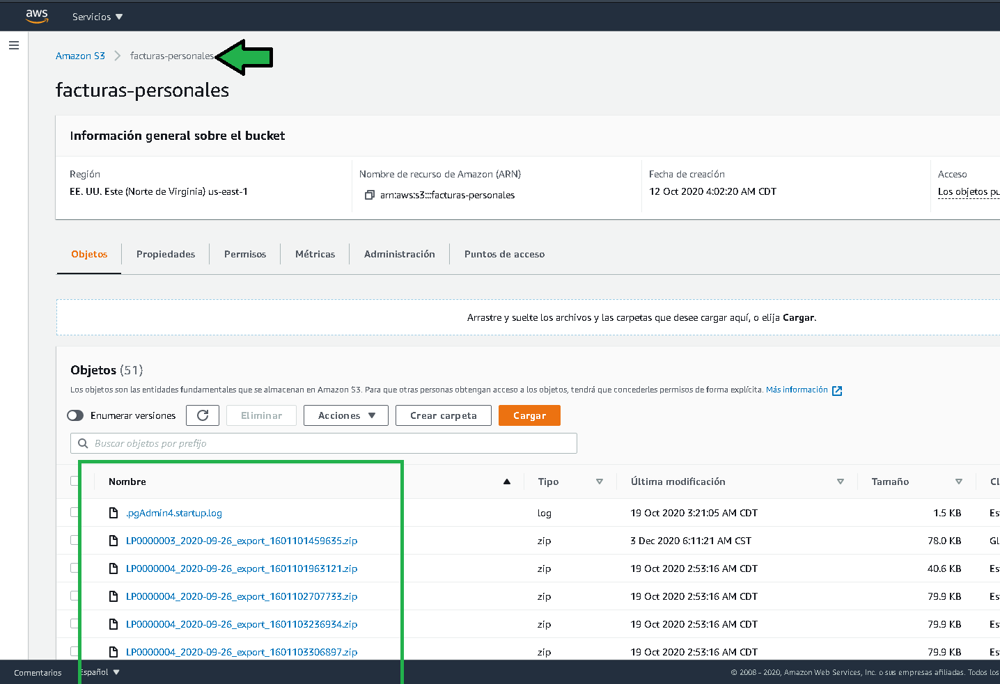 aws Servicios
Amazon S3 facturas-personales
facturas-personales
Información general sobre el bucket
Región Nombre de recurso de Amazon (ARN) Fecha de creación Acceso
EE. UU. Este (Norte de Virginia) us-east-1 arn:aws:s3:::facturas-personales 12 Oct 2020 4:02:20 AM CDT Los objetos pu
Objetos Propiedades Permisos Métricas Administración Puntos de acceso
Arrastre y suelte los archivos y las carpetas que desee cargar aquí, o elija Cargar.
Objetos (51)
Los objetos son las entidades fundamentales que se almacenan en Amazon S3. Para que otras personas obtengan acceso a los objetos, tendrá que concederles permisos de forma explícita. Más información
Enumerar versiones Eliminar Acciones Crear carpeta Cargar
Buscar objetos por prefijo
Nombre Tipo Última modificación Tamaño Cl
.pgAdmin4.startup.log log 19 Oct 2020 3:21:05 AM CDT 1.5 KB Es
LP0000003_2020-09-26_export_1601101459635.zip zip 3 Dec 2020 6:11:21 AM CST 78.0 KB GL
LP0000004_2020-09-26_export_1601101963121.zip zip 19 Oct 2020 2:53:16 AM CDT 40.6 KB Es
LP0000004_2020-09-26_export_1601102707733.zip zip 19 Oct 2020 2:53:16 AM CDT 79.9 KB Es
LP0000004_2020-09-26_export_1601103236934.zip zip 19 Oct 2020 2:53:16 AM CDT 79.9 KB Es
LP0000004_2020-09-26_export_1601103306897.zip zip 19 Oct 2020 2:53:16 AM CDT 79.9 KB Es
Comentarios Español © 2008 - 2020, Amazon Web Services, Inc. o sus empresas afiliadas. Todos los